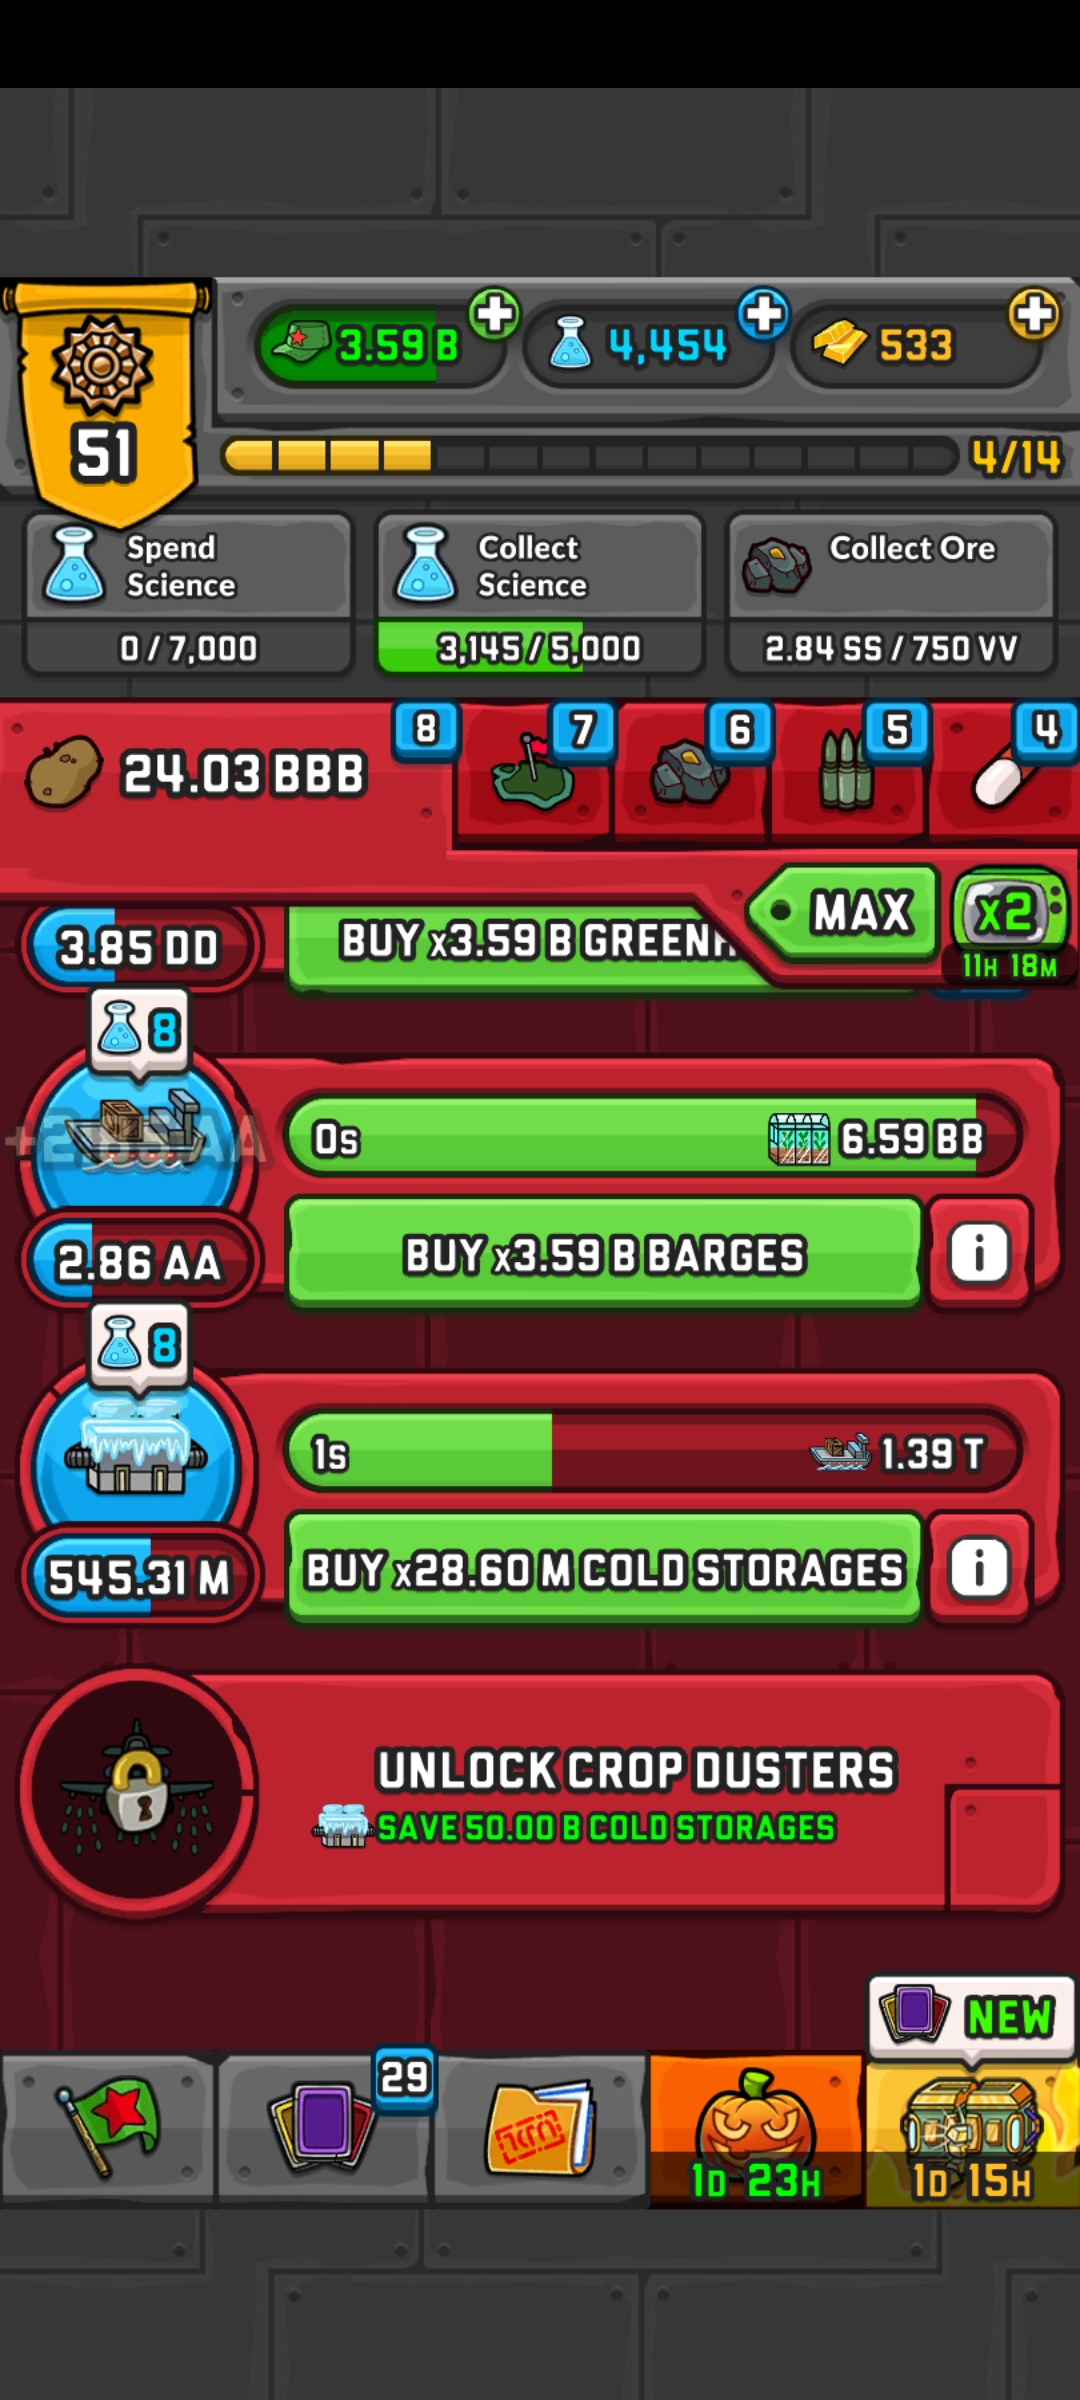 3.59 B
4,454
533
51
4/14
Spend
Science
0 / 7,000
Collect
Science
3,145 / 5,000
Collect Ore
2.84 SS / 750 VV
24.03 BBB
8
7
6
5
4
MAX
x2
11H 18M
3.85 DD
BUY x3.59 B
8
0s
6.59 BB
2.86 AA
BUY x3.59 B BARGES
i
8
1s
1.39 T
545.31 M
BUY x28.60 M COLD STORAGES
i
UNLOCK CROP DUSTERS
SAVE 50.00 B COLD STORAGES
NEW
29
1D 23H
1D 15H